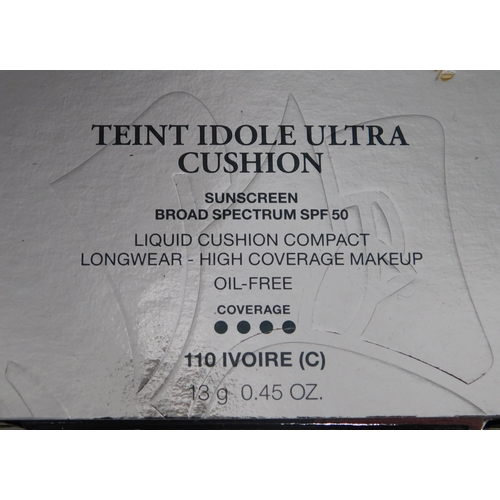 TEINT IDOLE ULTRA
CUSHION
SUNSCREEN
BROAD SPECTRUM SPF 50
LIQUID CUSHION COMPACT
LONGWEAR - HIGH COVERAGE MAKEUP
OIL-FREE
COVERAGE
110 IVOIRE (C)
13 g 0.45 OZ.